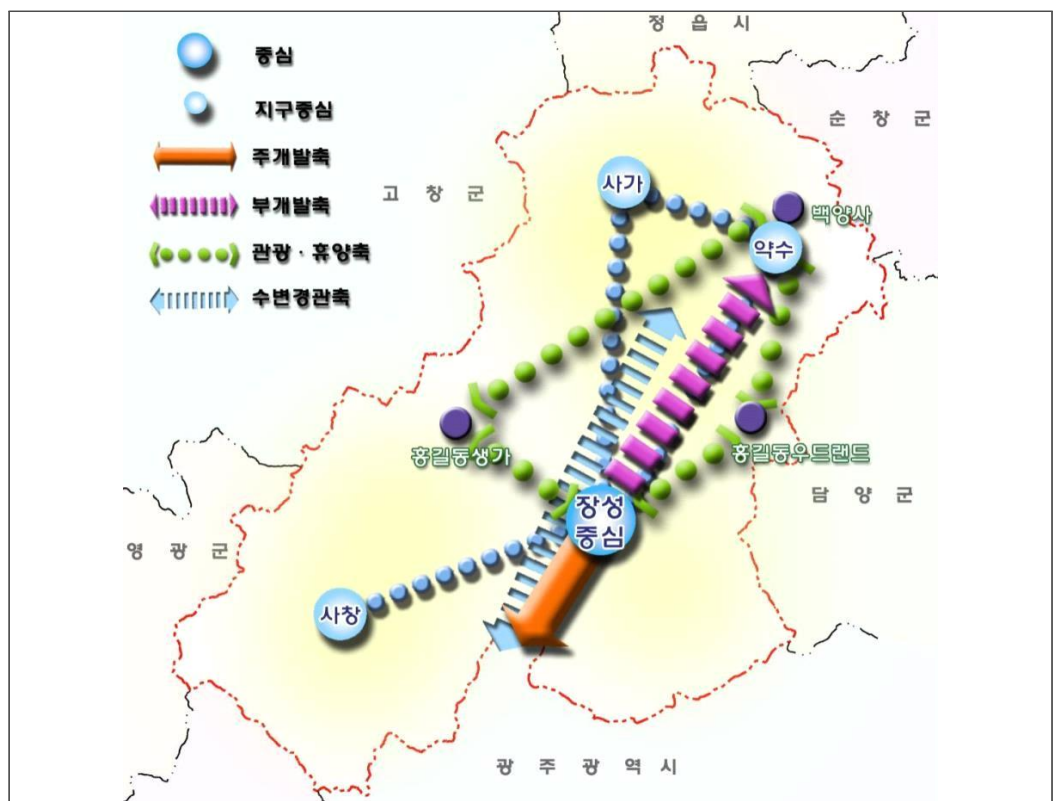 정읍시
중심
지구중심
순창군
주개발축
고창군
사가
부개발축
백양사
약수
관광·휴양축
수변경관축
홍길동생가
홍길동우드랜드
담양군
장성
중심
영광군
사창
광주광역시